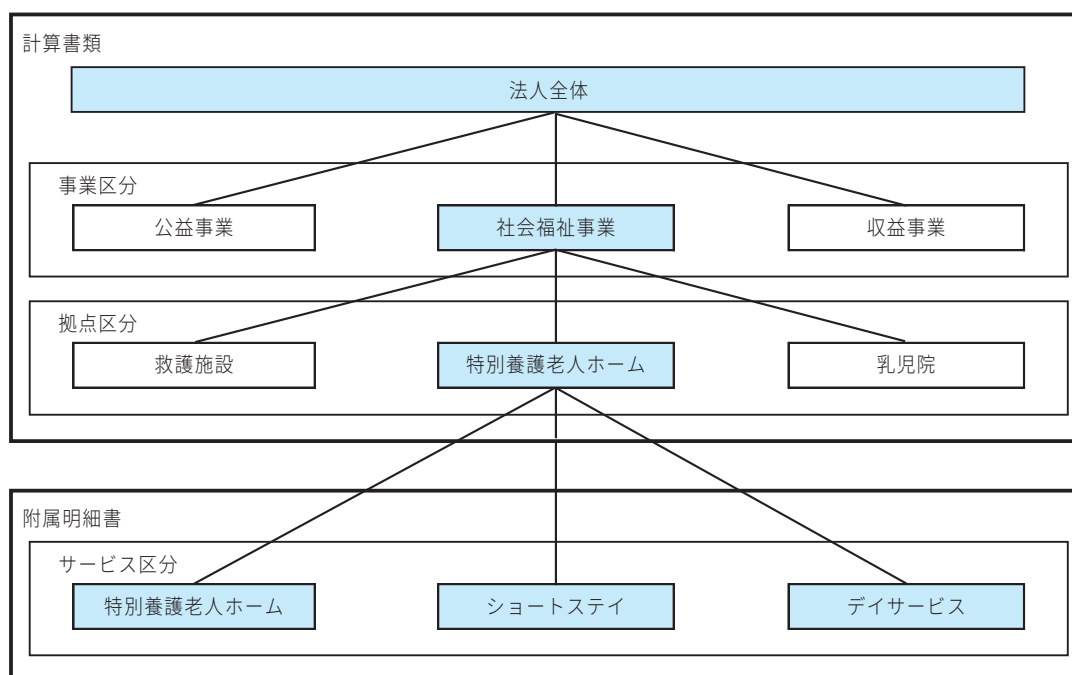 計算書類
法人全体
事業区分
公益事業
社会福祉事業
収益事業
拠点区分
救護施設
特別養護老人ホーム
乳児院
附属明細書
サービス区分
特別養護老人ホーム
ショートステイ
デイサービス